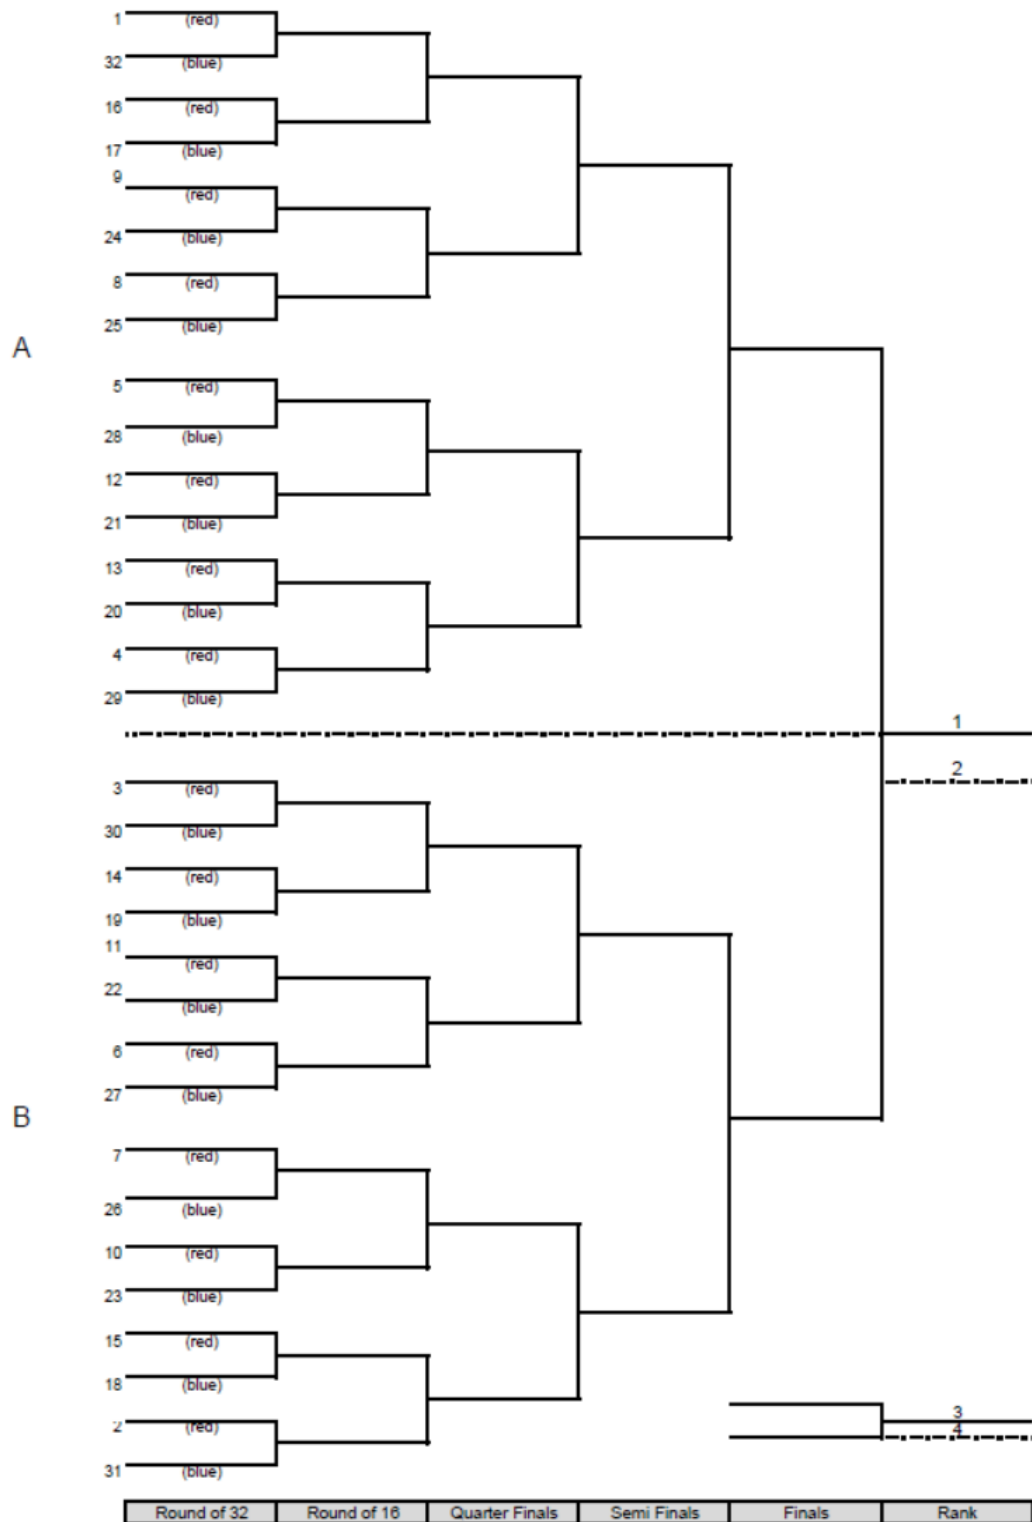 1 (red)
32 (blue)
16 (red)
17 (blue)
9 (red)
24 (blue)
8 (red)
25 (blue)
A
5 (red)
28 (blue)
12 (red)
21 (blue)
13 (red)
20 (blue)
4 (red)
29 (blue)
1
2
3 (red)
30 (blue)
14 (red)
19 (blue)
11 (red)
22 (blue)
6 (red)
27 (blue)
B
7 (red)
26 (blue)
10 (red)
23 (blue)
15 (red)
18 (blue)
3
2 (red)
4
31 (blue)
Round of 32 Round of 16 Quarter Finals Semi Finals Finals Rank